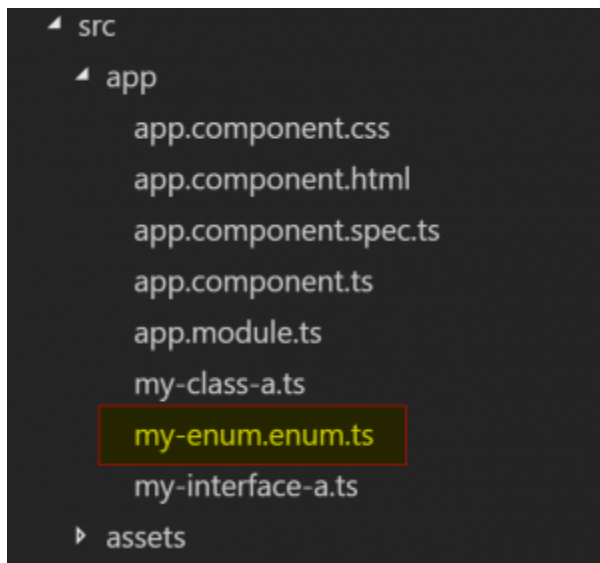 src
app
app.component.css
app.component.html
app.component.spec.ts
app.component.ts
app.module.ts
my-class-a.ts
my-enum.enum.ts
my-interface-a.ts
assets